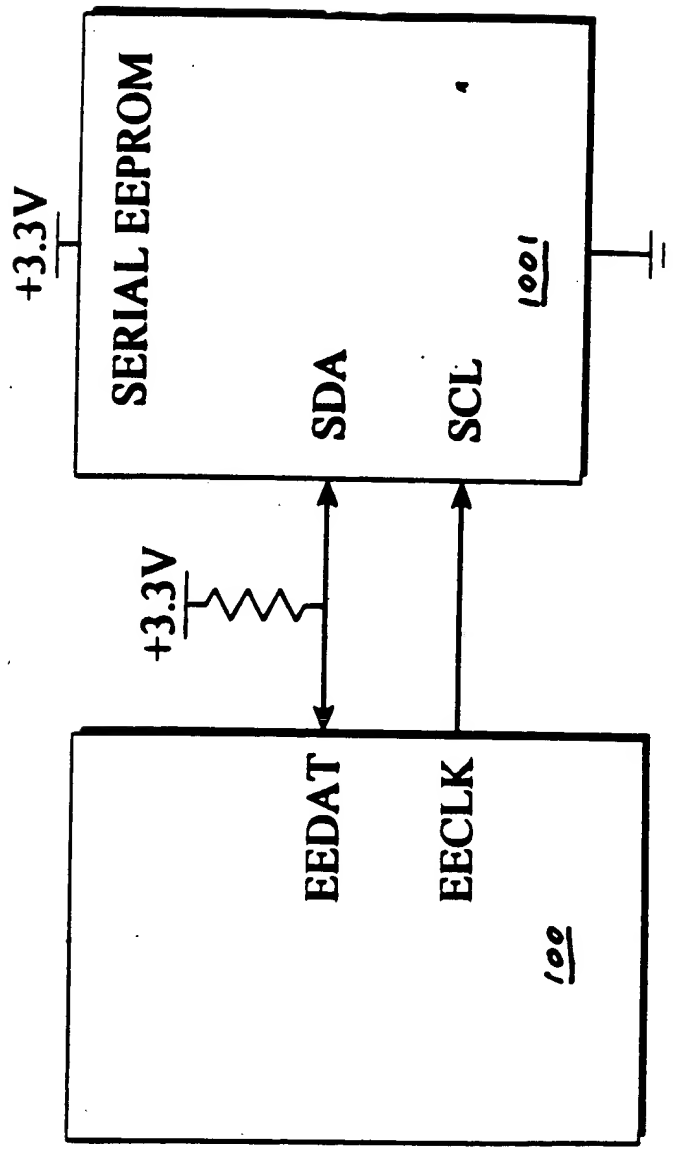 +3.3V
SERIAL EEPROM
+3.3V
EEDAT
SDA
EECLK
SCL
100
1001